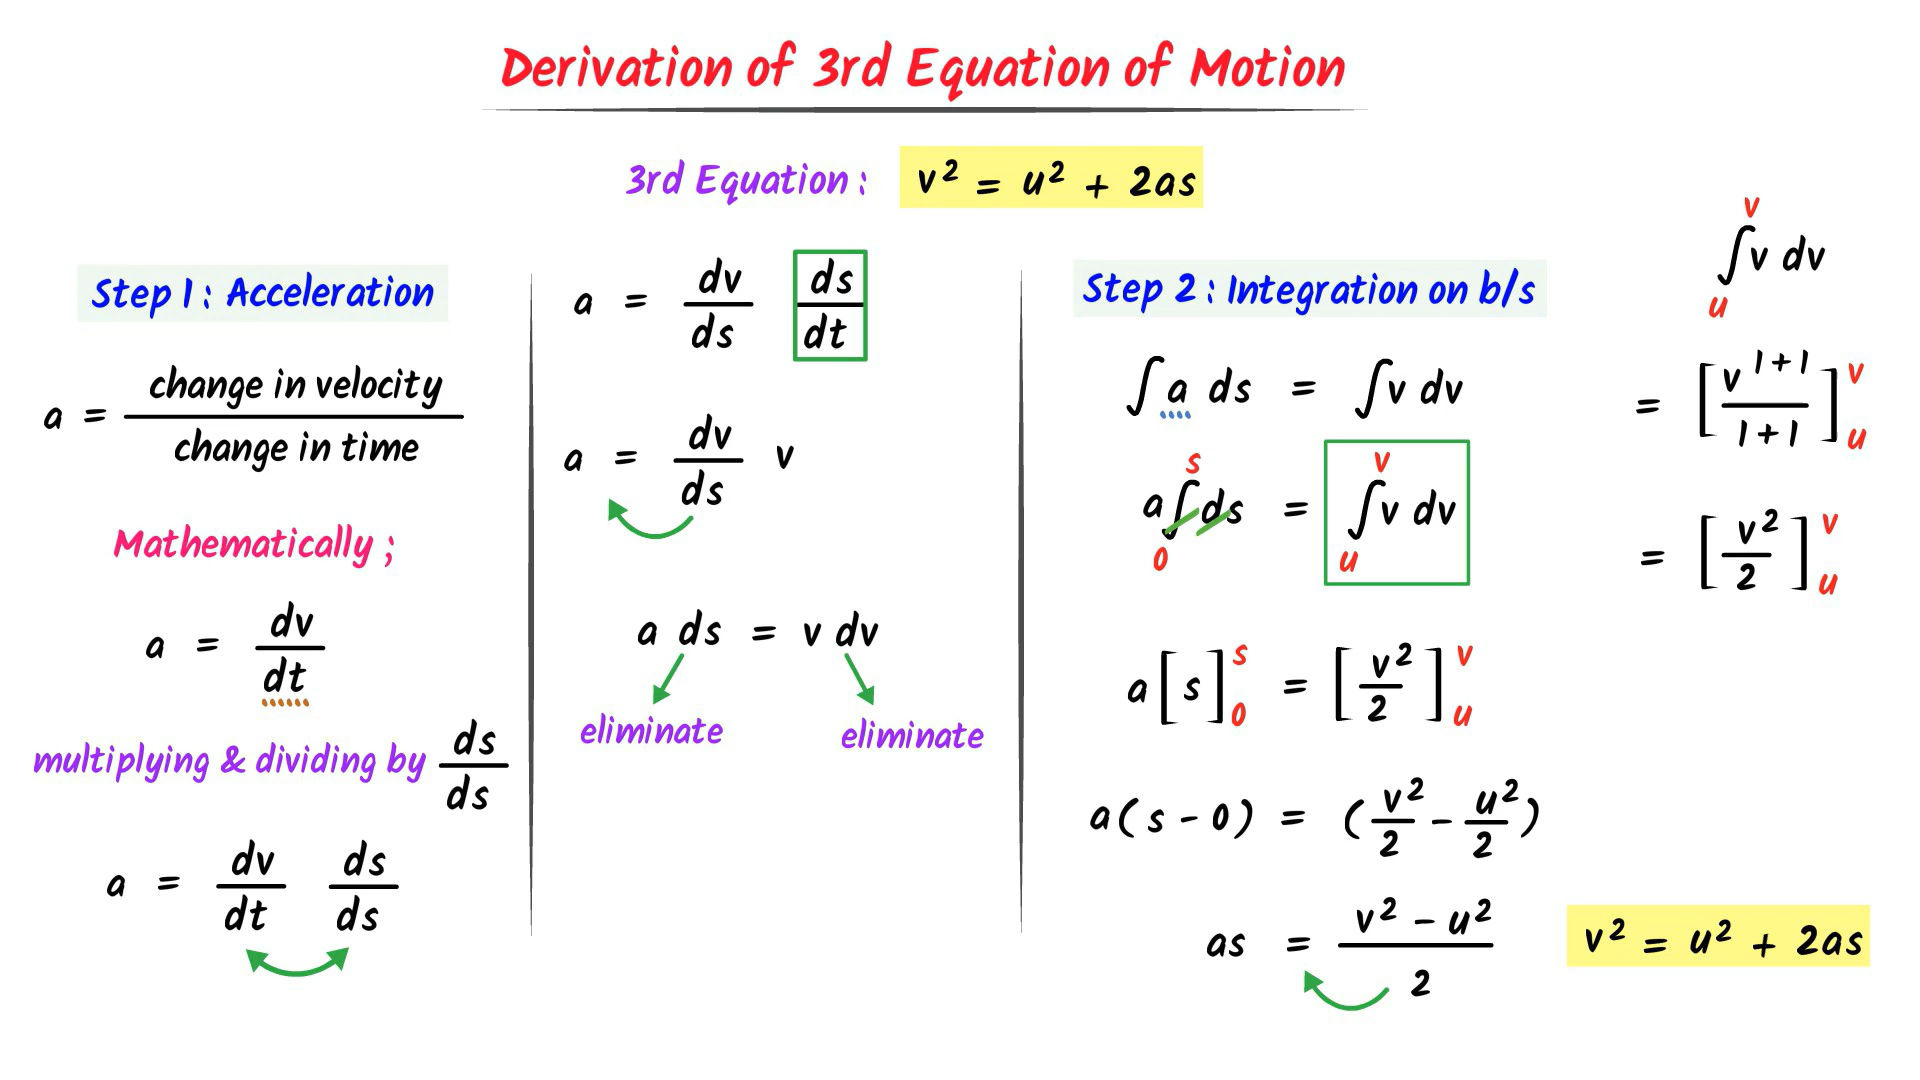 Derivation of 3rd Equation of Motion
3rd Equation : v² = u² + 2as
Step 1 : Acceleration
a = change in velocity / change in time
Mathematically ;
a = dv/dt
multiplying & dividing by ds/ds
a = dv/dt ds/ds
a = dv/ds ds/dt
a = dv/ds v
a ds = v dv
eliminate eliminate
Step 2 : Integration on b/s
∫ a ds = ∫ v dv
a ∫₀ˢ ds = ∫ᵤᵛ v dv
a [s]₀ˢ = [v²/2]ᵤᵛ
a ( s - 0 ) = ( v²/2 - u²/2 )
as = (v² - u²)/2
∫ᵤᵛ v dv
= [v¹⁺¹/1+1]ᵤᵛ
= [v²/2]ᵤᵛ
v² = u² + 2as